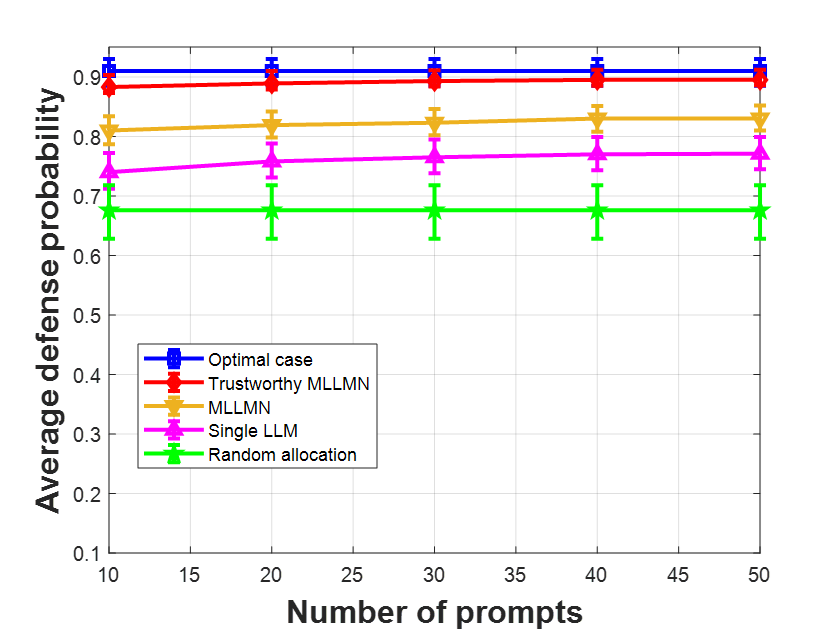 Average defense probability
0.9
0.8
0.7
0.6
0.5
0.4
0.3
0.2
0.1
Optimal case
Trustworthy MLLMN
MLLMN
Single LLM
Random allocation
10 15 20 25 30 35 40 45 50
Number of prompts